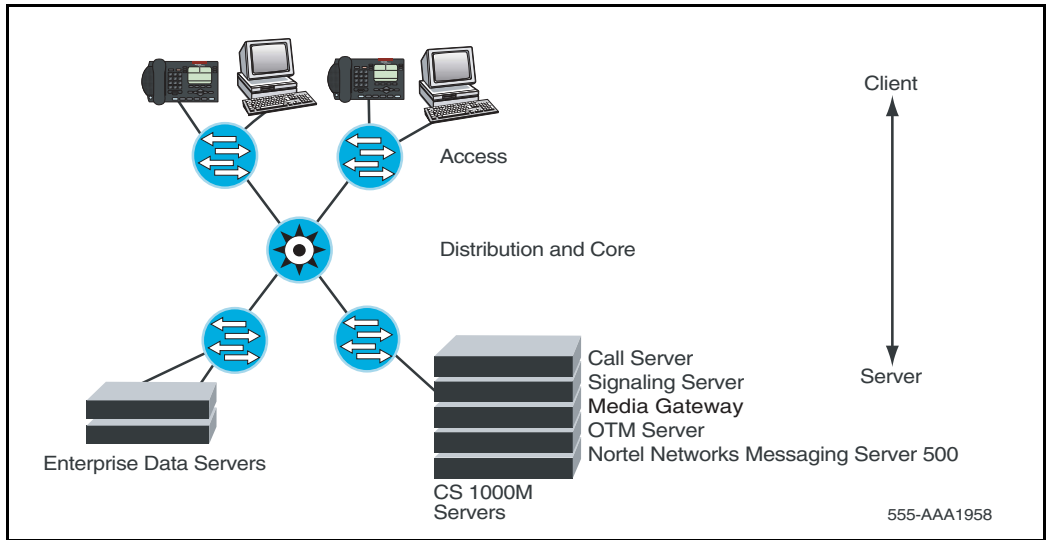 Client
Access
Distribution and Core
Call Server
Signaling Server
Media Gateway
OTM Server
Nortel Networks Messaging Server 500
Server
Enterprise Data Servers
CS 1000M
Servers
555-AAA1958